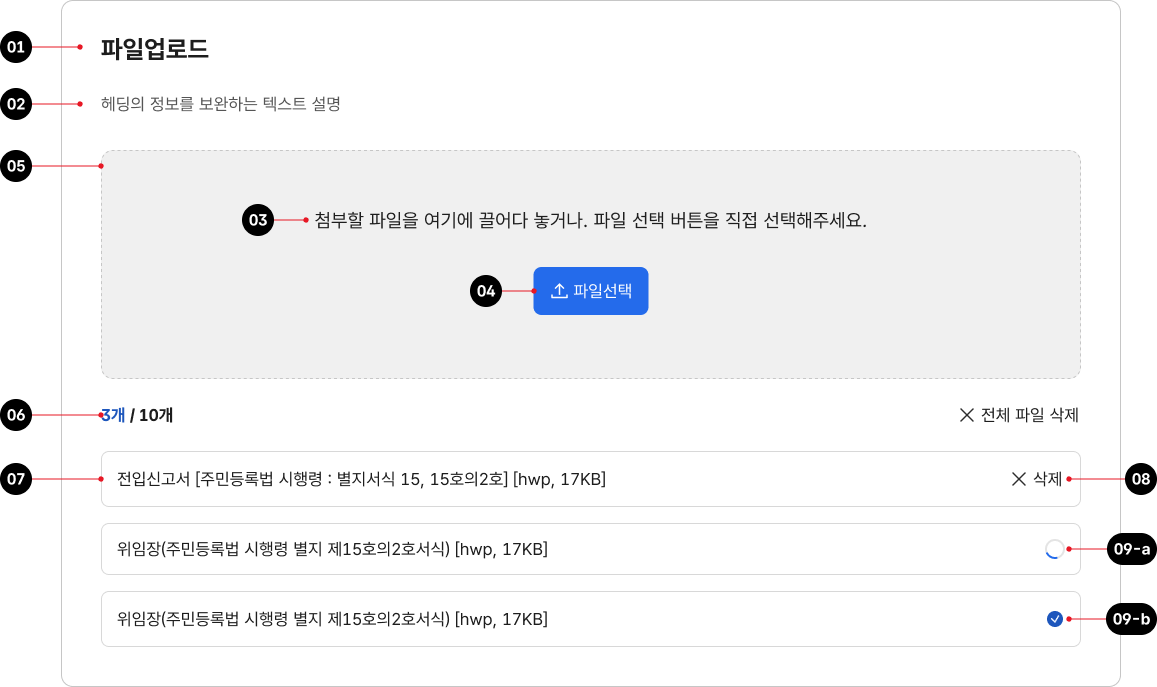 01
파일업로드
02
헤딩의 정보를 보완하는 텍스트 설명
05
03
첨부할 파일을 여기에 끌어다 놓거나. 파일 선택 버튼을 직접 선택해주세요.
04
파일선택
06
3개 / 10개
전체 파일 삭제
07
전입신고서 [주민등록법 시행령 : 별지서식 15, 15호의2호] [hwp, 17KB]
삭제
08
위임장(주민등록법 시행령 별지 제15호의2호서식) [hwp, 17KB]
09-a
위임장(주민등록법 시행령 별지 제15호의2호서식) [hwp, 17KB]
09-b